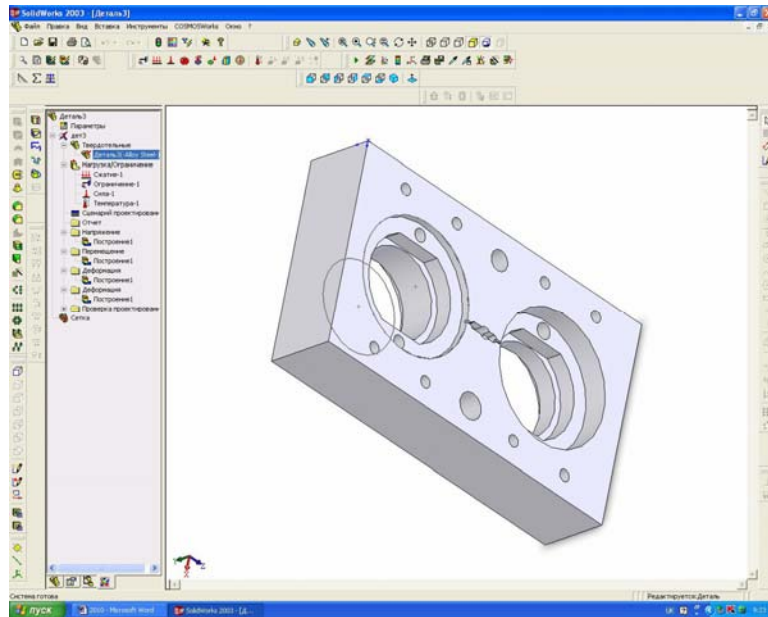 SolidWorks 2003 - [Деталь3]
Файл Правка Вид Вставка Инструменты COSMOSWorks Окно ?
Деталь3
Параметры
дет3
Твердотельные
Деталь3( Alloy Steel-
Нагрузка/Ограничение
Сжатие-1
Ограничение-1
Сила-1
Температура-1
Сценарий проектирован
Отчет
Напряжение
Построение1
Перемещение
Построение1
Деформация
Построение1
Деформация
Построение1
Проверка проектирован
Сетка
Система готова
Редактируется:Деталь
пуск
2010 - Microsoft Word
SolidWorks 2003 - [Д...